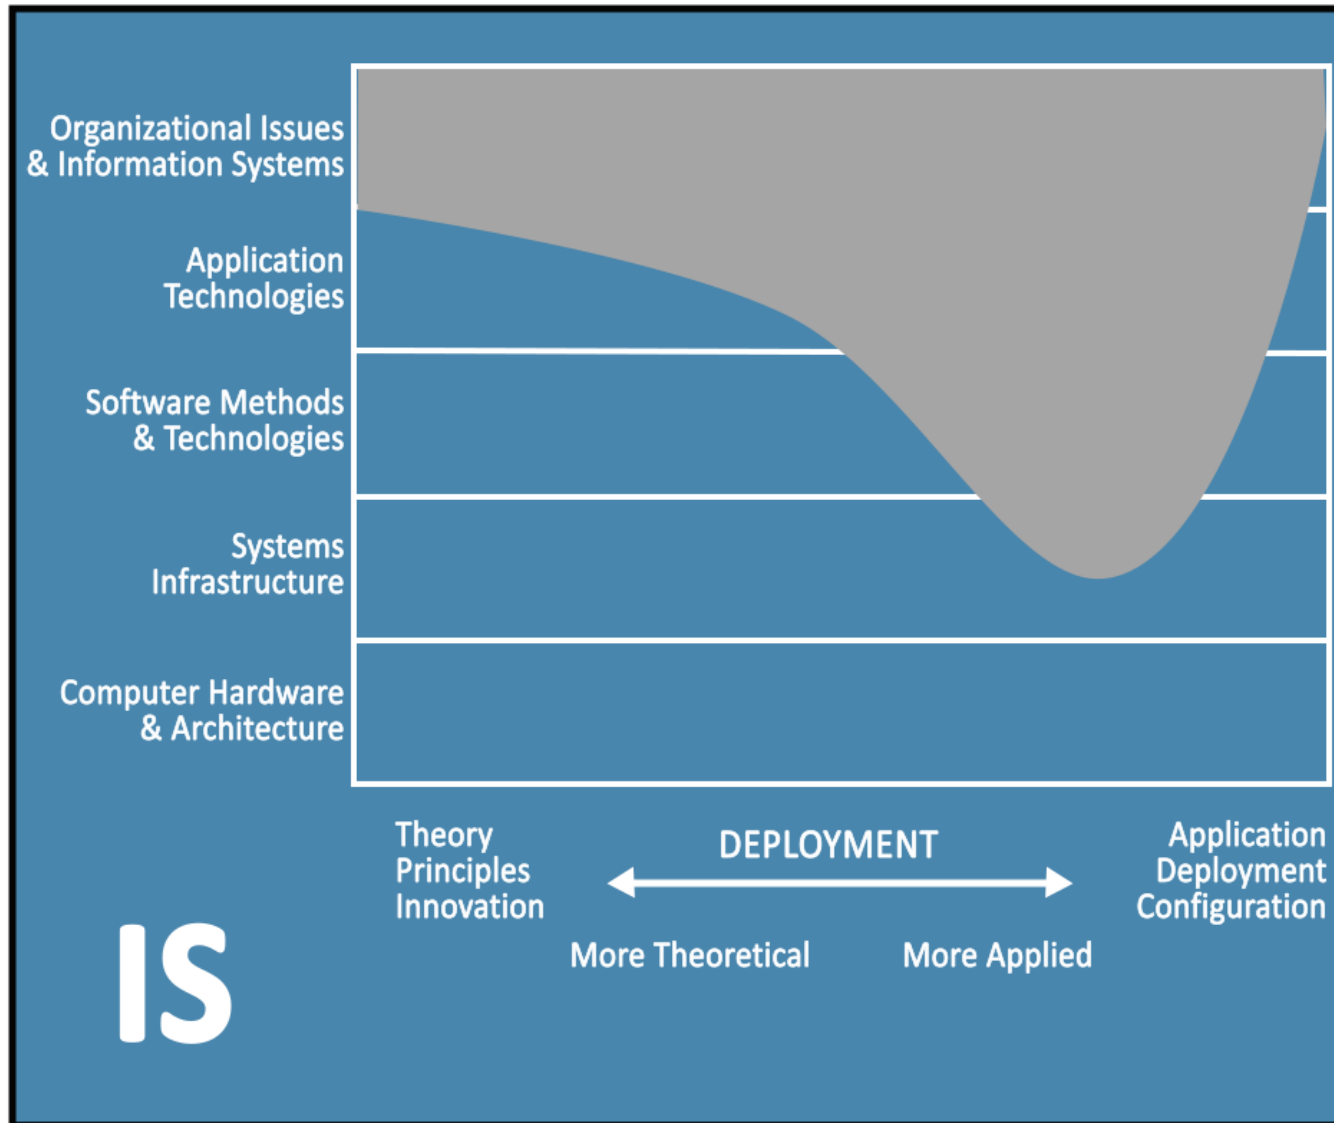 Organizational Issues
& Information Systems
Application
Technologies
Software Methods
& Technologies
Systems
Infrastructure
Computer Hardware
& Architecture
Theory
Principles
Innovation
DEPLOYMENT
More Theoretical
More Applied
Application
Deployment
Configuration
IS